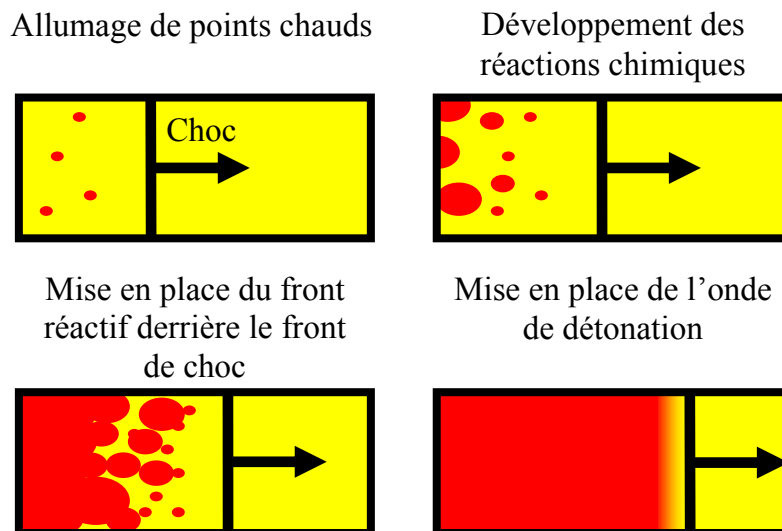 Allumage de points chauds
Développement des
réactions chimiques
Choc
Mise en place du front
réactif derrière le front
de choc
Mise en place de l’onde
de détonation